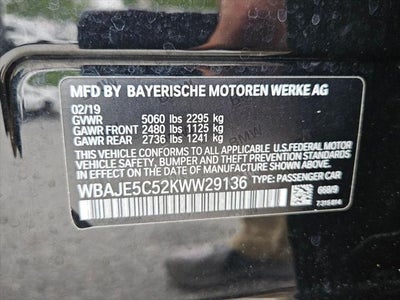 MFD BY BAYERISCHE MOTOREN WERKE AG
02/19
GVWR 5060 lbs 2295 kg
GAWR FRONT 2480 lbs 1125 kg
GAWR REAR 2736 lbs 1241 kg
THIS VEHICLE CONFORMS TO ALL APPLICABLE U.S. FEDERAL MOTOR
VEHICLE SAFETY, BUMPER, AND THEFT PREVENTION STANDARDS
IN EFFECT ON THE DATE OF MANUFACTURE SHOWN ABOVE.
WBAJE5C52KWW29136 TYPE: PASSENGER CAR
668/9